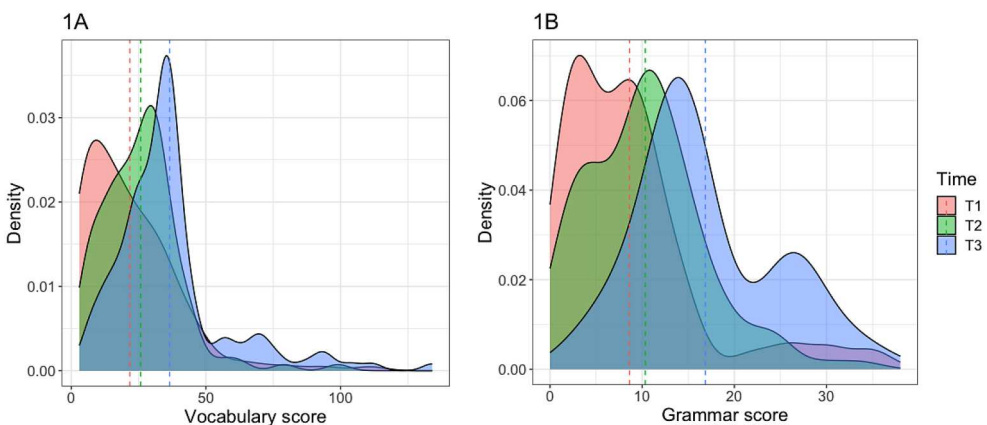 1A
Density
0.03
0.02
0.01
0.00
0 50 100
Vocabulary score
1B
Density
0.06
0.04
0.02
0.00
0 10 20 30
Grammar score
Time
T1
T2
T3